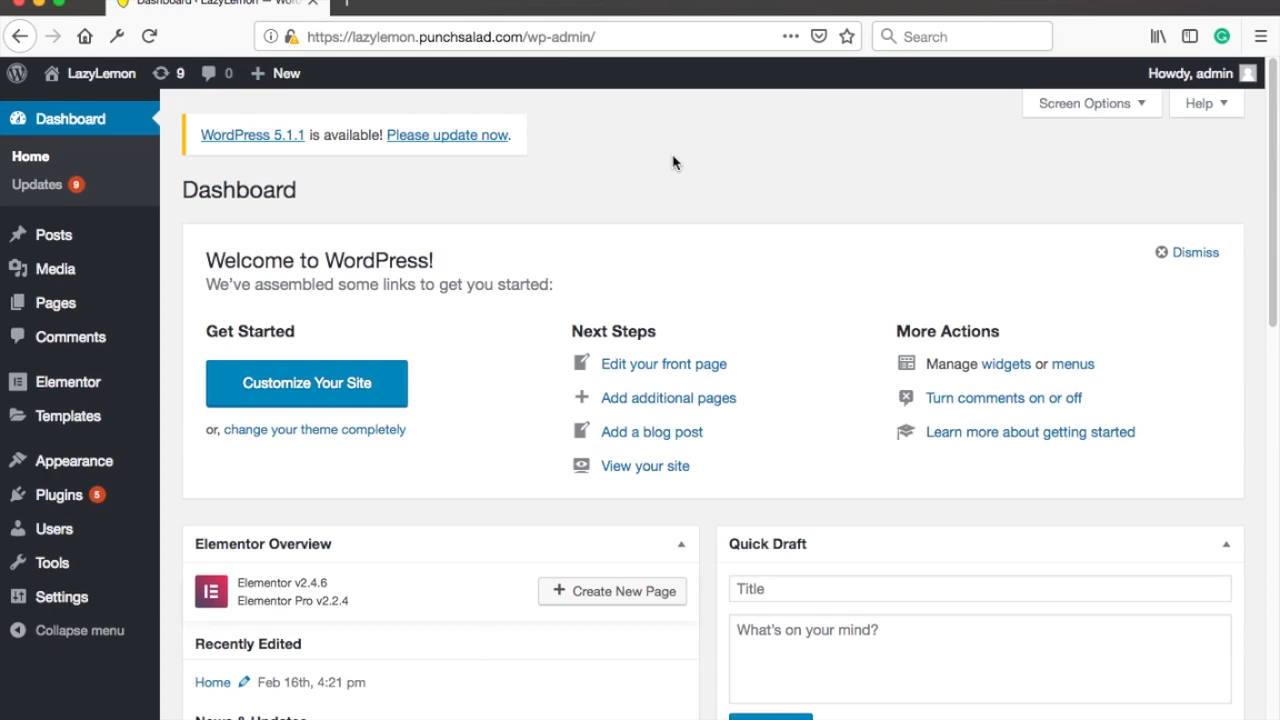 Dashboard ‹ LazyLemon — Wor
https://lazylemon.punchsalad.com/wp-admin/
Search
LazyLemon
9
0
New
Howdy, admin
Dashboard
Home
Updates 9
Posts
Media
Pages
Comments
Elementor
Templates
Appearance
Plugins 5
Users
Tools
Settings
Collapse menu
Screen Options
Help
WordPress 5.1.1 is available! Please update now.
Dashboard
Welcome to WordPress!
We've assembled some links to get you started:
Dismiss
Get Started
Customize Your Site
or, change your theme completely
Next Steps
Edit your front page
Add additional pages
Add a blog post
View your site
More Actions
Manage widgets or menus
Turn comments on or off
Learn more about getting started
Elementor Overview
Elementor v2.4.6
Elementor Pro v2.2.4
Create New Page
Recently Edited
Home Feb 16th, 4:21 pm
News & Updates
Quick Draft
Title
What's on your mind?